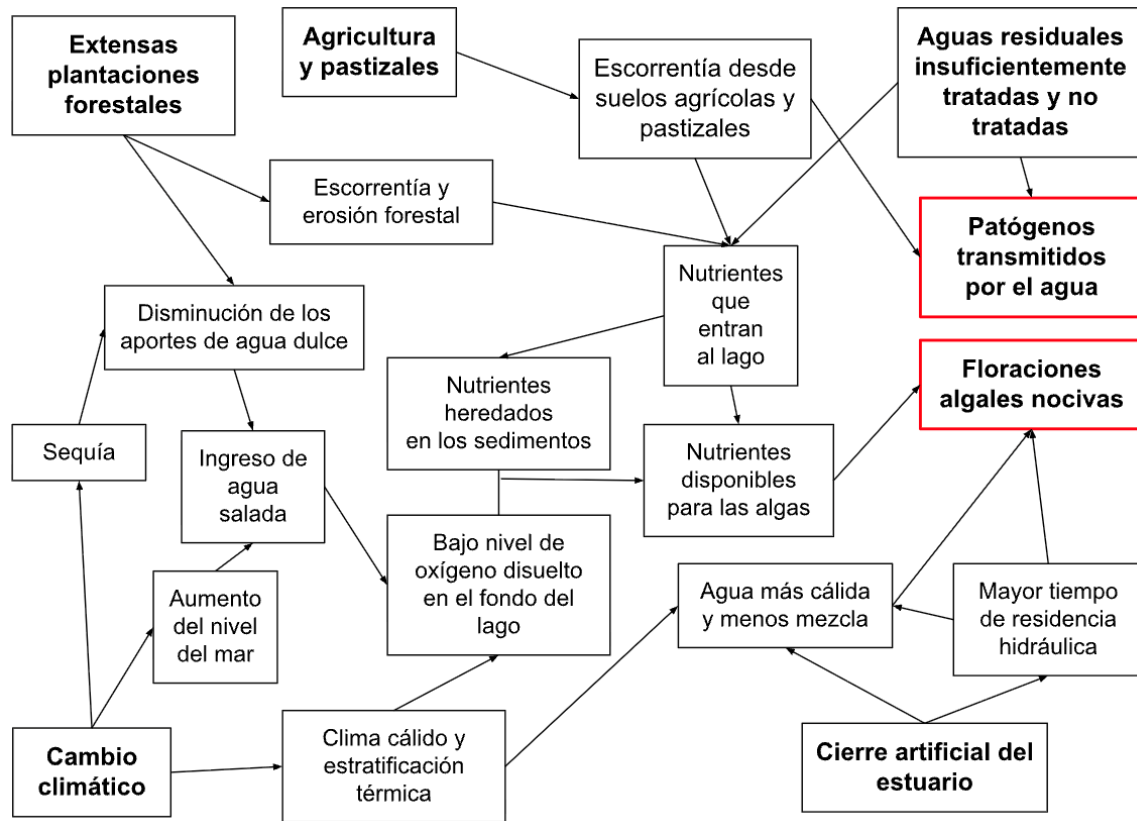 Extensas
plantaciones
forestales
Agricultura
y pastizales
Escorrentía desde
suelos agrícolas y
pastizales
Aguas residuales
insuficientemente
tratadas y no
tratadas
Escorrentía y
erosión forestal
Patógenos
transmitidos
por el agua
Nutrientes
que
entran
al lago
Disminución de los
aportes de agua dulce
Floraciones
algales nocivas
Nutrientes
heredados
en los sedimentos
Sequía
Ingreso de
agua
salada
Nutrientes
disponibles
para las algas
Bajo nivel de
oxígeno disuelto
en el fondo del
lago
Aumento
del nivel
del mar
Agua más cálida
y menos mezcla
Mayor tiempo
de residencia
hidráulica
Cambio
climático
Clima cálido y
estratificación
térmica
Cierre artificial del
estuario